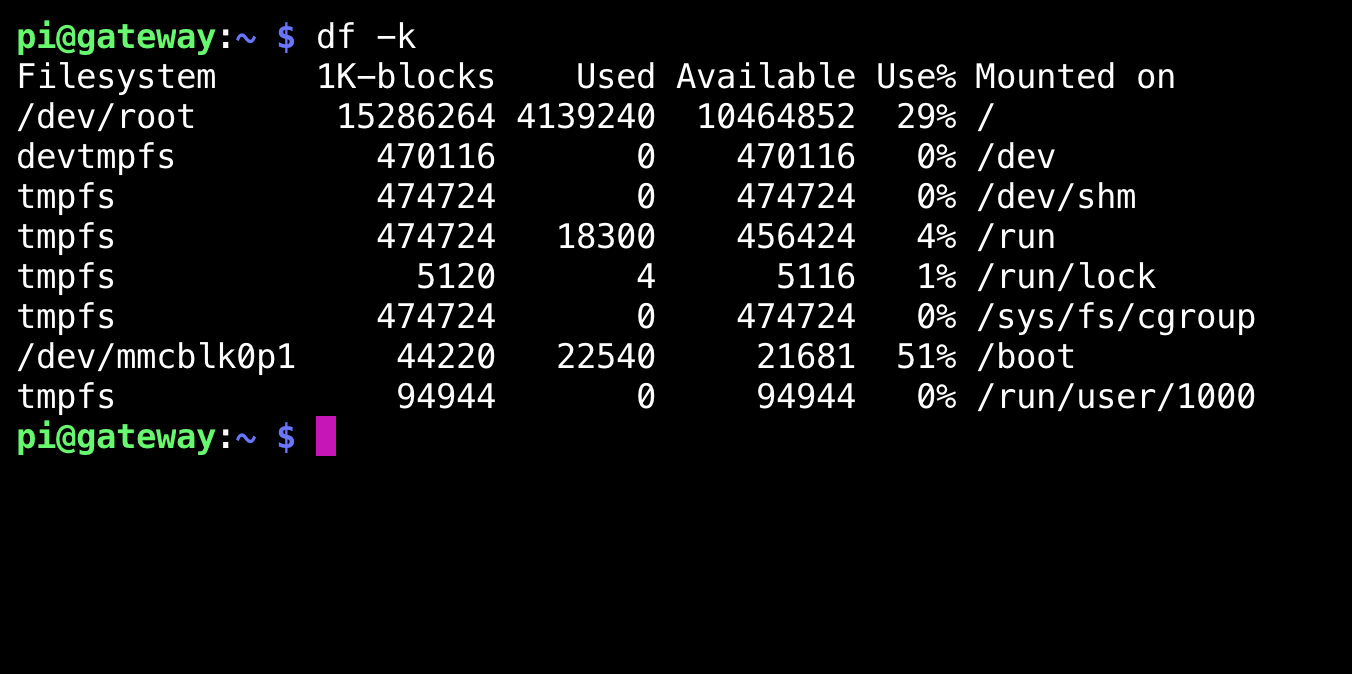 pi@gateway:~ $ df -k
Filesystem     1K-blocks    Used Available Use% Mounted on
/dev/root       15286264 4139240  10464852  29% /
devtmpfs          470116       0    470116   0% /dev
tmpfs             474724       0    474724   0% /dev/shm
tmpfs             474724   18300    456424   4% /run
tmpfs               5120       4      5116   1% /run/lock
tmpfs             474724       0    474724   0% /sys/fs/cgroup
/dev/mmcblk0p1     44220   22540     21681  51% /boot
tmpfs              94944       0     94944   0% /run/user/1000
pi@gateway:~ $